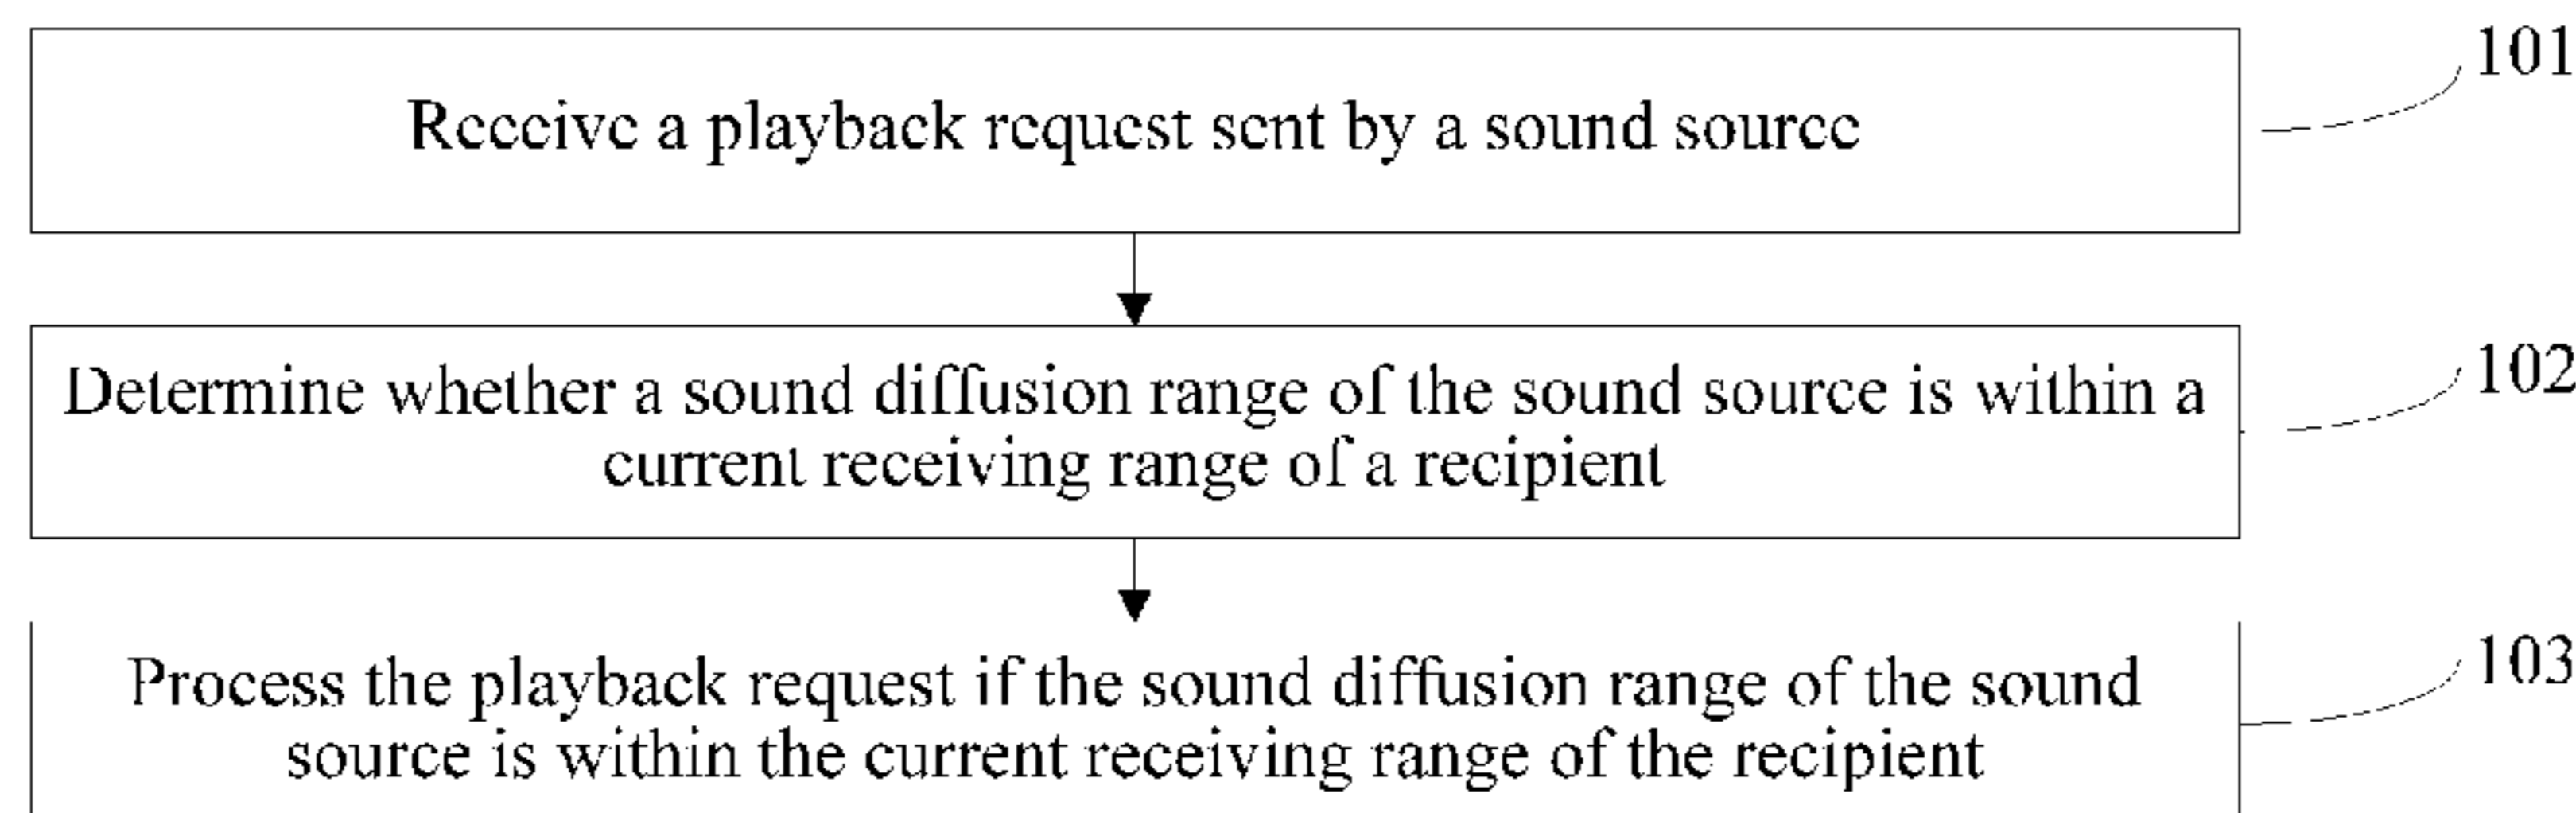 Receive a playback request sent by a sound source
101
Determine whether a sound diffusion range of the sound source is within a
current receiving range of a recipient
102
Process the playback request if the sound diffusion range of the sound
source is within the current receiving range of the recipient
103